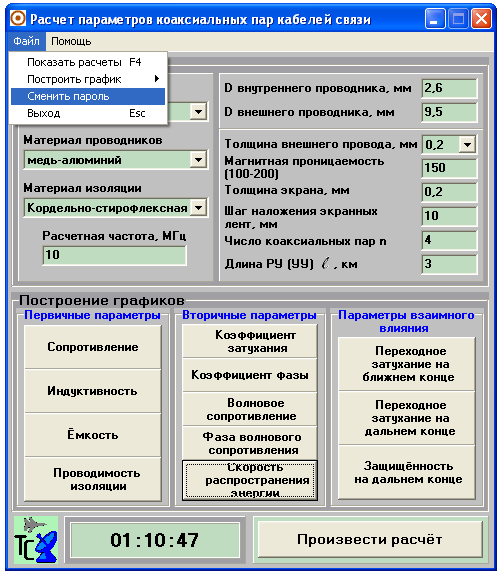 Расчет параметров коаксиальных пар кабелей связи
Файл Помощь
Показать расчеты F4
Построить график
Сменить пароль
Выход Esc
Материал проводников
медь-алюминий
Материал изоляции
Кордельно-стирофлексная
Расчетная частота, МГц
10
D внутреннего проводника, мм 2,6
D внешнего проводника, мм 9,5
Толщина внешнего провода, мм 0,2
Магнитная проницаемость
(100-200) 150
Толщина экрана, мм 0,2
Шаг наложения экранных
лент, мм 10
Число коаксиальных пар n 4
Длина РУ (УУ) ℓ , км 3
Построение графиков
Первичные параметры
Сопротивление
Индуктивность
Ёмкость
Проводимость
изоляции
Вторичные параметры
Коэффициент
затухания
Коэффициент фазы
Волновое
сопротивление
Фаза волнового
сопротивления
Скорость
распространения
энергии
Параметры взаимного
влияния
Переходное
затухание на
ближнем конце
Переходное
затухание на
дальнем конце
Защищённость
на дальнем конце
ТС
01:10:47
Произвести расчёт